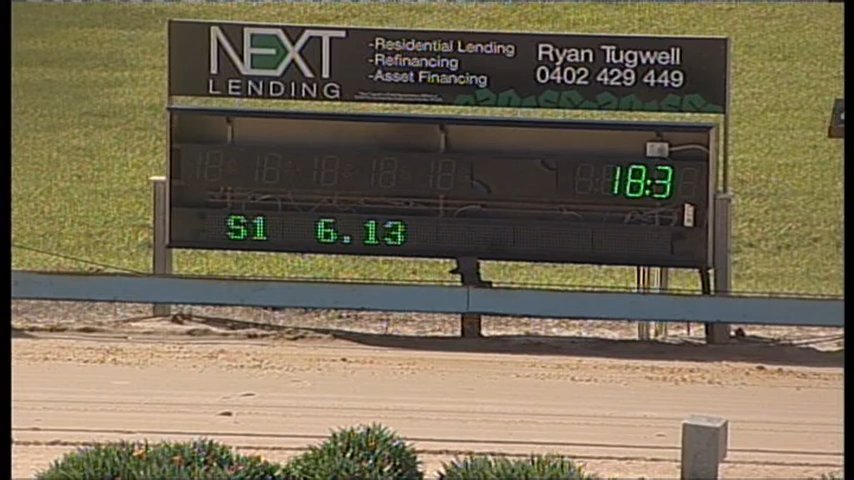 NEXT
LENDING
-Residential Lending
-Refinancing
-Asset Financing
Ryan Tugwell
0402 429 449
18:3
S1 6.13